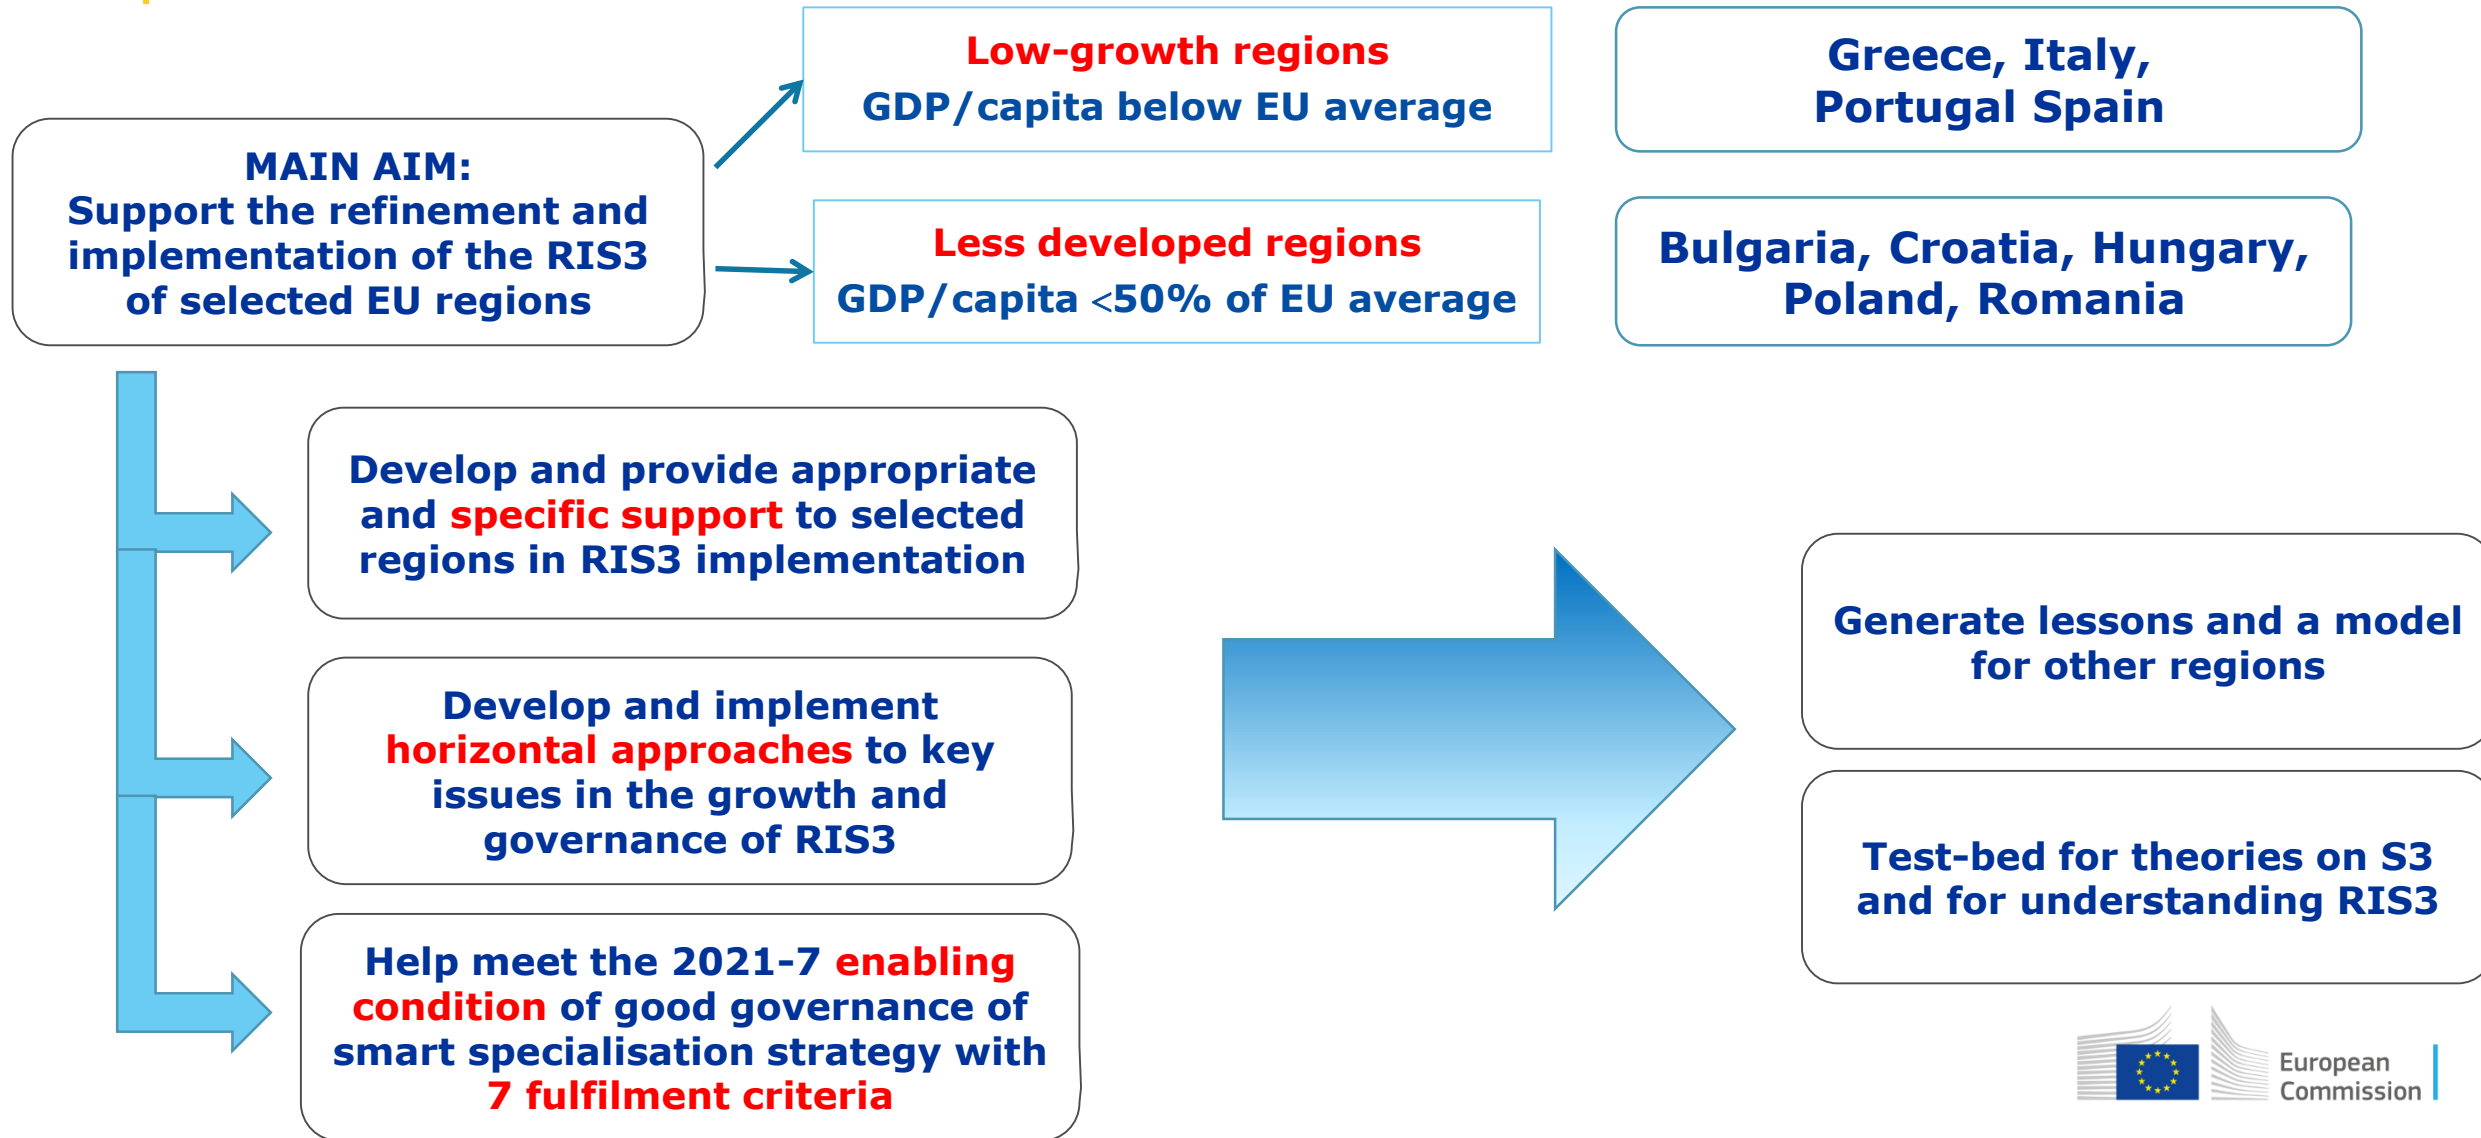 MAIN AIM:
Support the refinement and
implementation of the RIS3
of selected EU regions
Low-growth regions
GDP/capita below EU average
Greece, Italy,
Portugal Spain
Less developed regions
GDP/capita <50% of EU average
Bulgaria, Croatia, Hungary,
Poland, Romania
Develop and provide appropriate
and specific support to selected
regions in RIS3 implementation
Develop and implement
horizontal approaches to key
issues in the growth and
governance of RIS3
Help meet the 2021-7 enabling
condition of good governance of
smart specialisation strategy with
7 fulfilment criteria
Generate lessons and a model
for other regions
Test-bed for theories on S3
and for understanding RIS3
European
Commission